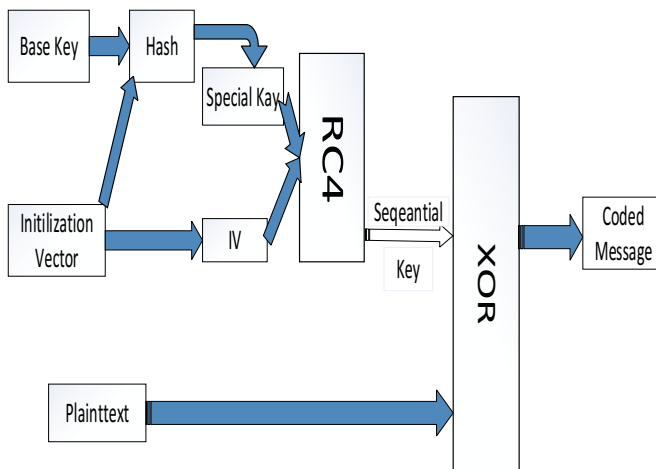 Base Key
Hash
Special Kay
RC4
Initilization
Vector
IV
Seqeantial
Key
XOR
Coded
Message
Plainttext